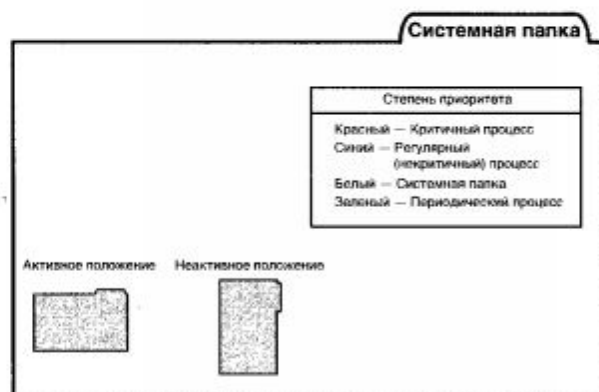 Системная папка
Степень приоритета
Красный — Критичный процесс
Синий — Регулярный
(некритичный) процесс
Белый — Системная папка
Зеленый — Периодический процесс
Активное положение
Неактивное положение